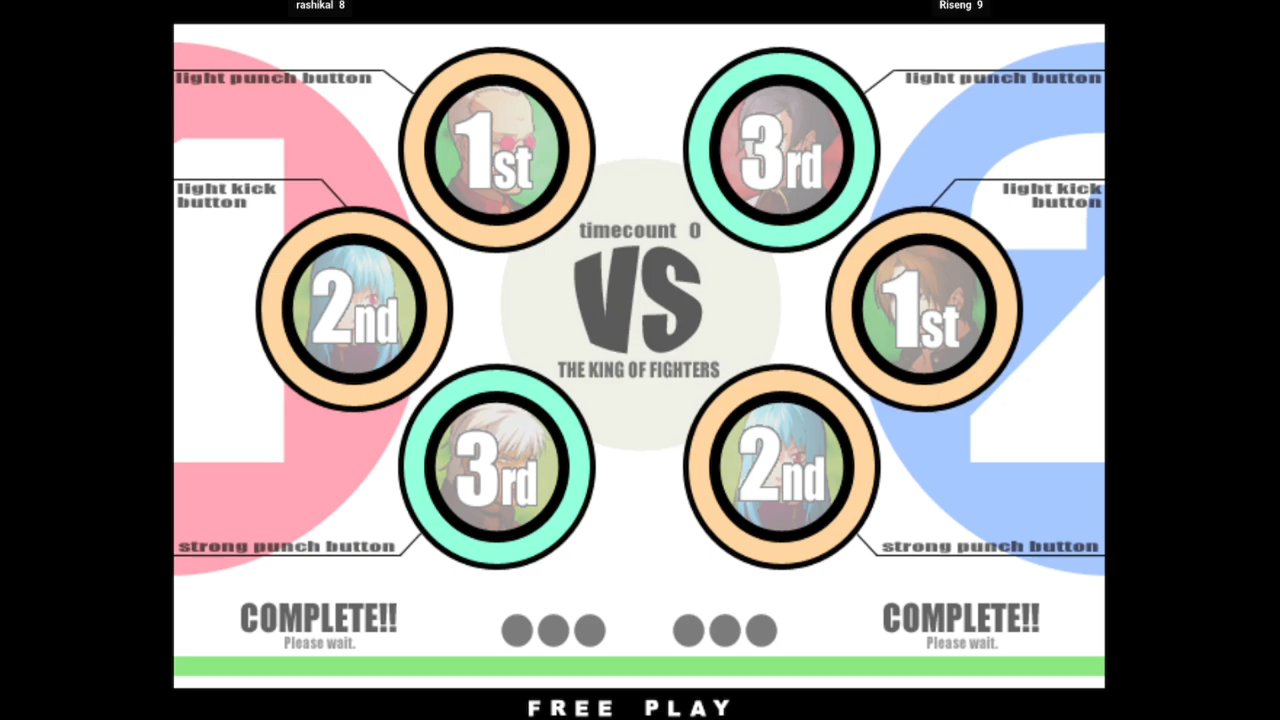 rashikal 8
Riseng 9
light punch button
light punch button
1st
3rd
light kick
button
light kick
button
timecount 0
VS
THE KING OF FIGHTERS
2nd
1st
1
2
3rd
2nd
strong punch button
strong punch button
COMPLETE!!
Please wait.
COMPLETE!!
Please wait.
FREE PLAY